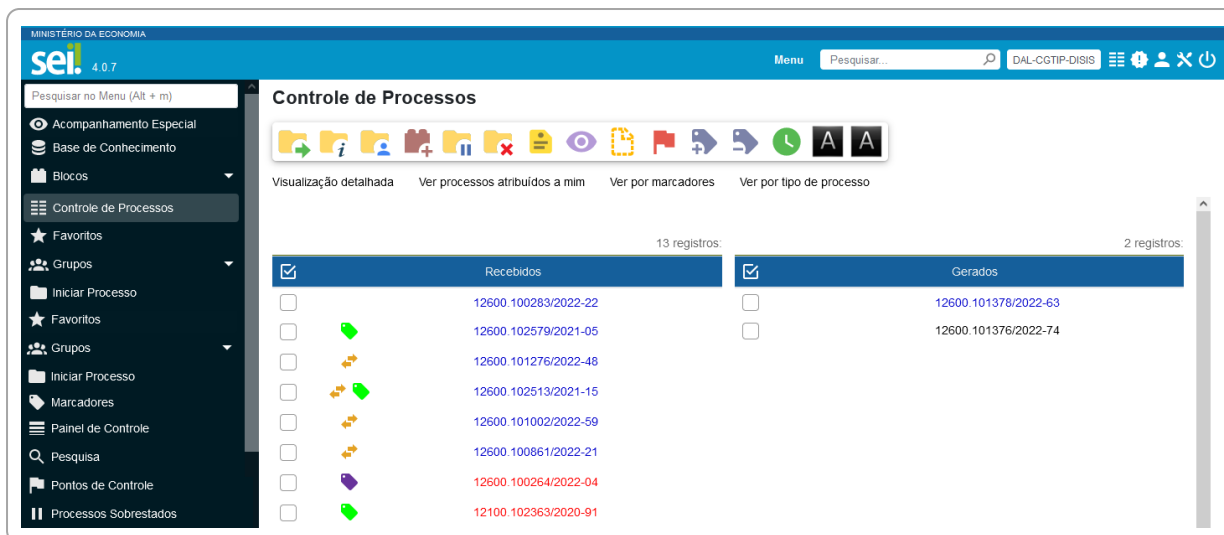 MINISTÉRIO DA ECONOMIA
sei! 4.0.7
Menu Pesquisar... DAL-CGTIP-DISIS
Pesquisar no Menu (Alt + m)
Acompanhamento Especial
Base de Conhecimento
Blocos
Controle de Processos
Favoritos
Grupos
Iniciar Processo
Favoritos
Grupos
Iniciar Processo
Marcadores
Painel de Controle
Pesquisa
Pontos de Controle
Processos Sobrestados
Controle de Processos
A A
Visualização detalhada Ver processos atribuídos a mim Ver por marcadores Ver por tipo de processo
13 registros:
Recebidos
12600.100283/2022-22
12600.102579/2021-05
12600.101276/2022-48
12600.102513/2021-15
12600.101002/2022-59
12600.100861/2022-21
12600.100264/2022-04
12100.102363/2020-91
2 registros:
Gerados
12600.101378/2022-63
12600.101376/2022-74